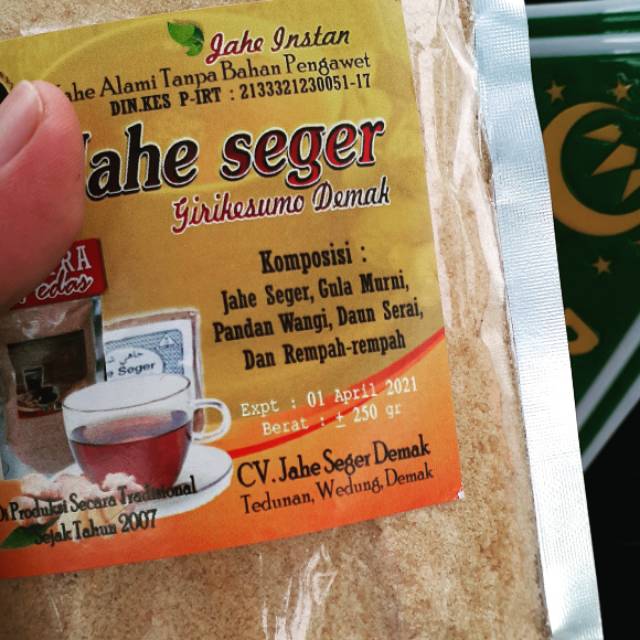 Jahe Instan
Jahe Alami Tanpa Bahan Pengawet
DIN.KES P-IRT : 2133321230051-17
Jahe seger
Girikesumo Demak
Komposisi :
Jahe Seger, Gula Murni,
Pandan Wangi, Daun Serai,
Dan Rempah-rempah
Expt : 01 April 2021
Berat : ± 250 gr
CV. Jahe Seger Demak
Tedunan, Wedung, Demak
Di Produksi Secara Tradisional
Sejak Tahun 2007
Seger